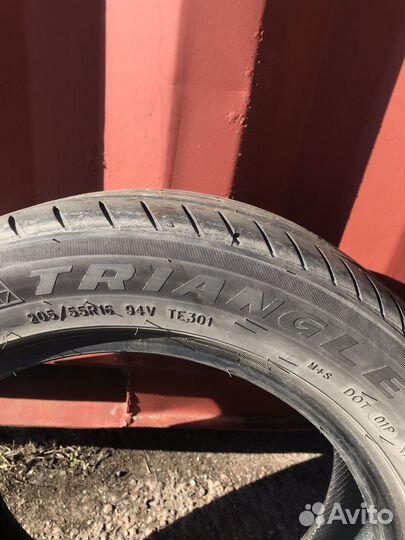 TRIANGLE
205/55R16 94V TE301
M+S DOT
Avito